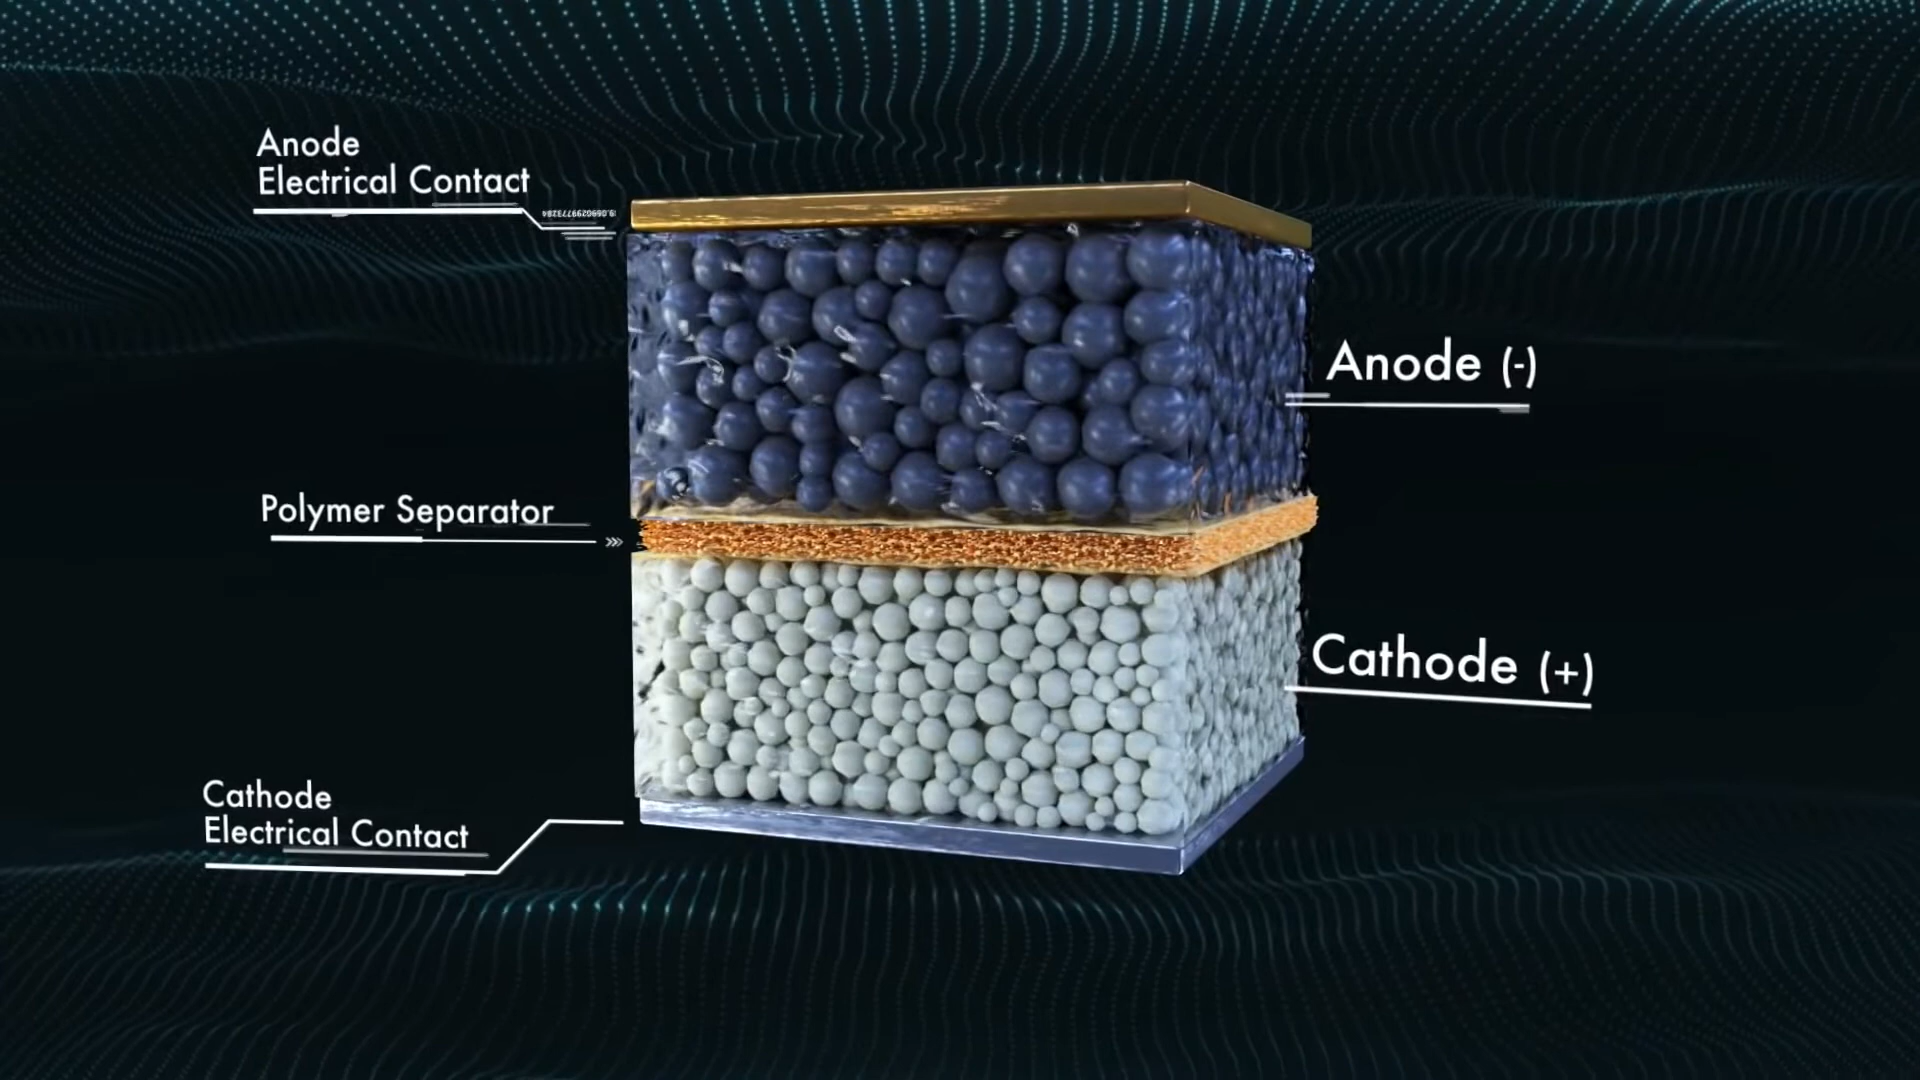 Anode
Electrical Contact
Anode (-)
Polymer Separator
Cathode (+)
Cathode
Electrical Contact